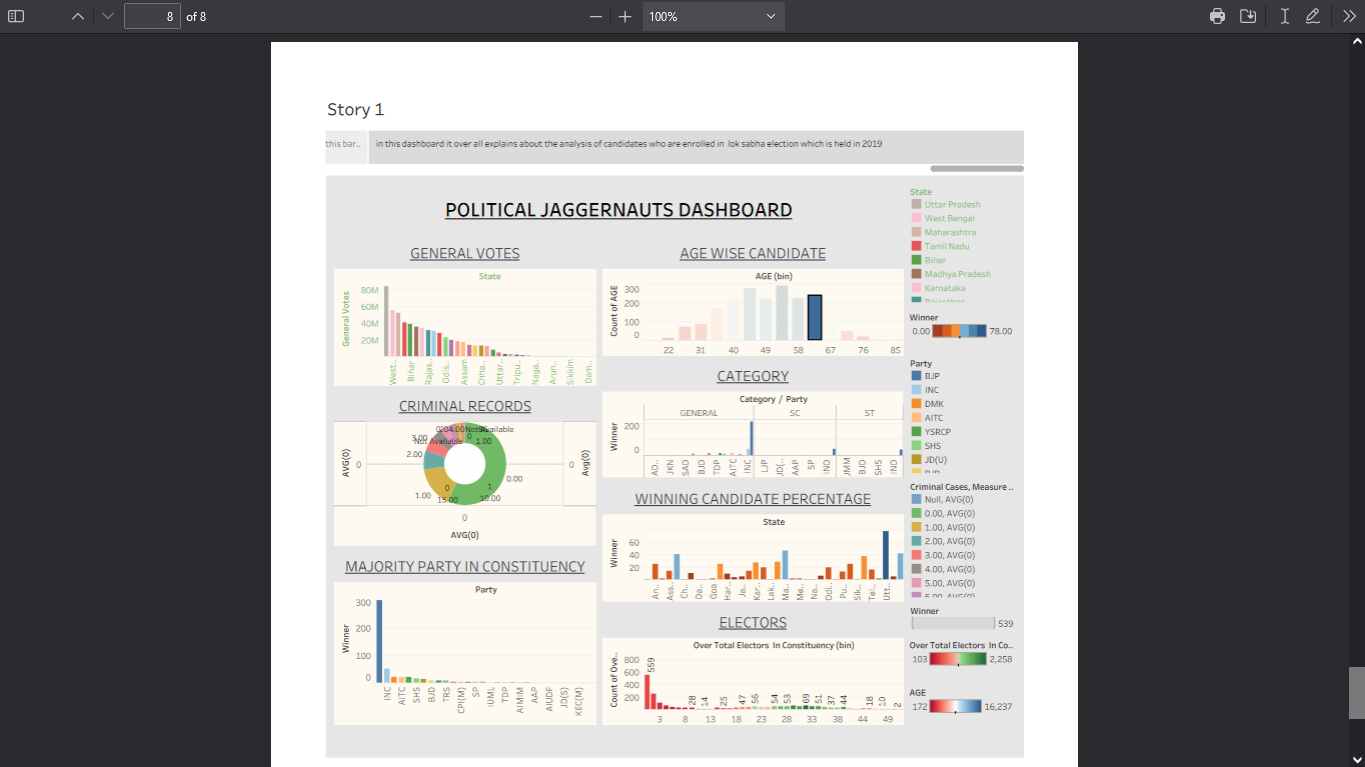 8 of 8
100%
Story 1
this bar..
in this dashboard it over all explains about the analysis of candidates who are enrolled in lok sabha election which is held in 2019
POLITICAL JAGGERNAUTS DASHBOARD
GENERAL VOTES
State
General Votes
80M
60M
40M
20M
West..
Bihar
Rajas..
Odis..
Assam
Chha..
Uttar..
Tripu..
Naga..
Arun..
Sikkim
Dam..
CRIMINAL RECORDS
AVG(0)
0
3.00
Not Available
2.00
1.00
0
15.00
1
10.00
0.00
0
1.00
0
Avg(0)
0
AVG(0)
MAJORITY PARTY IN CONSTITUENCY
Party
Winner
300
200
100
0
INC
AITC
SHS
BJD
TRS
CPI(M)
SP
IUML
TDP
AIMIM
AAP
AIUDF
JD(S)
KEC(M)
AGE WISE CANDIDATE
AGE (bin)
Count of AGE
300
200
100
0
22 31 40 49 58 67 76 85
CATEGORY
Category / Party
GENERAL SC ST
Winner
200
0
AO..
JKN
SAD
BJD
TDP
AITC
INC
LJP
JD(..
AAP
SP
IND
JMM
BJD
SHS
IND
WINNING CANDIDATE PERCENTAGE
State
Winner
60
40
20
An..
Ass..
Ch..
Da..
Goa
Har..
Ja..
Kar..
Lak..
Ma..
Me..
Na..
Odi..
Pu..
Sik..
Tel..
Utt..
ELECTORS
Over Total Electors In Constituency (bin)
Count of Ove..
800
600
400
200
559
28
14
25
47
56
54
53
69
51
37
44
18
10
2
3 8 13 18 23 28 33 38 44 49
State
Uttar Pradesh
West Bengal
Maharashtra
Tamil Nadu
Bihar
Madhya Pradesh
Karnataka
Rajasthan
Winner
0.00 78.00
Party
BJP
INC
DMK
AITC
YSRCP
SHS
JD(U)
BJD
Criminal Cases, Measure ..
Null, AVG(0)
0.00, AVG(0)
1.00, AVG(0)
2.00, AVG(0)
3.00, AVG(0)
4.00, AVG(0)
5.00, AVG(0)
6.00, AVG(0)
Winner
539
Over Total Electors In Co..
103 2,258
AGE
172 16,237